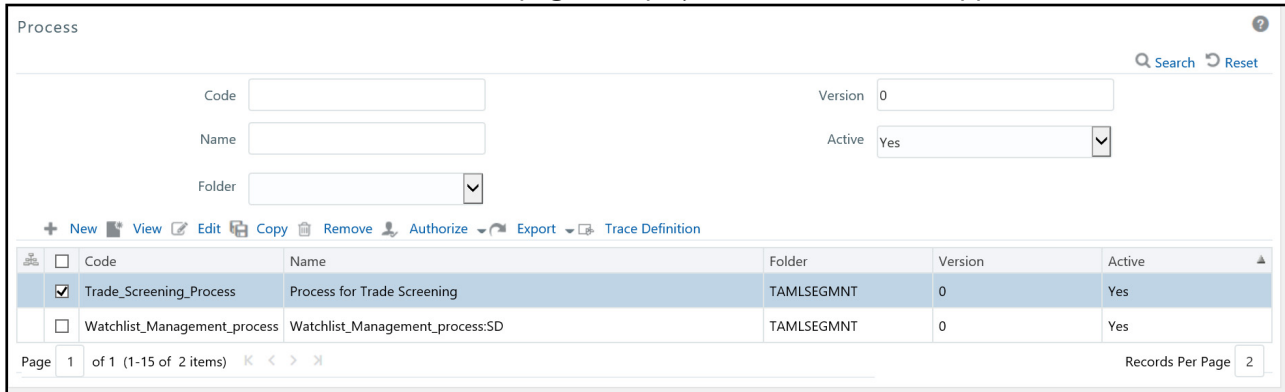 Process
Search Reset
Code Version 0
Name Active Yes
Folder
New View Edit Copy Remove Authorize Export Trace Definition
Code Name Folder Version Active
Trade_Screening_Process Process for Trade Screening TAMLSEGMNT 0 Yes
Watchlist_Management_process Watchlist_Management_process:SD TAMLSEGMNT 0 Yes
Page 1 of 1 (1-15 of 2 items) Records Per Page 2